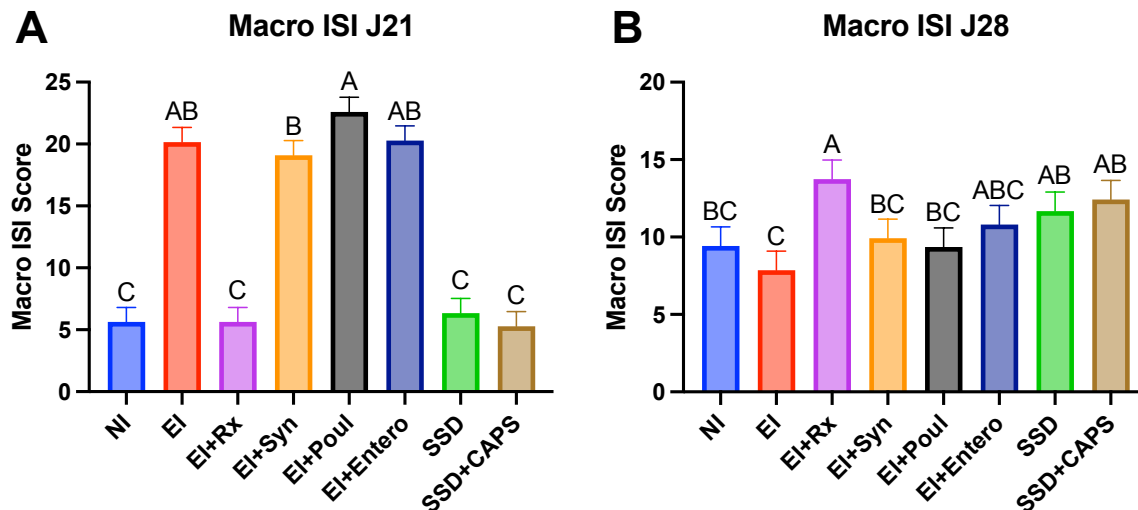 A
Macro ISI J21
Macro ISI Score
25
20
15
10
5
0
C
AB
C
B
A
AB
C
C
NI
EI
EI+Rx
EI+Syn
EI+Poul
EI+Entero
SSD
SSD+CAPS
B
Macro ISI J28
Macro ISI Score
20
15
10
5
0
BC
C
A
BC
BC
ABC
AB
AB
NI
EI
EI+Rx
EI+Syn
EI+Poul
EI+Entero
SSD
SSD+CAPS